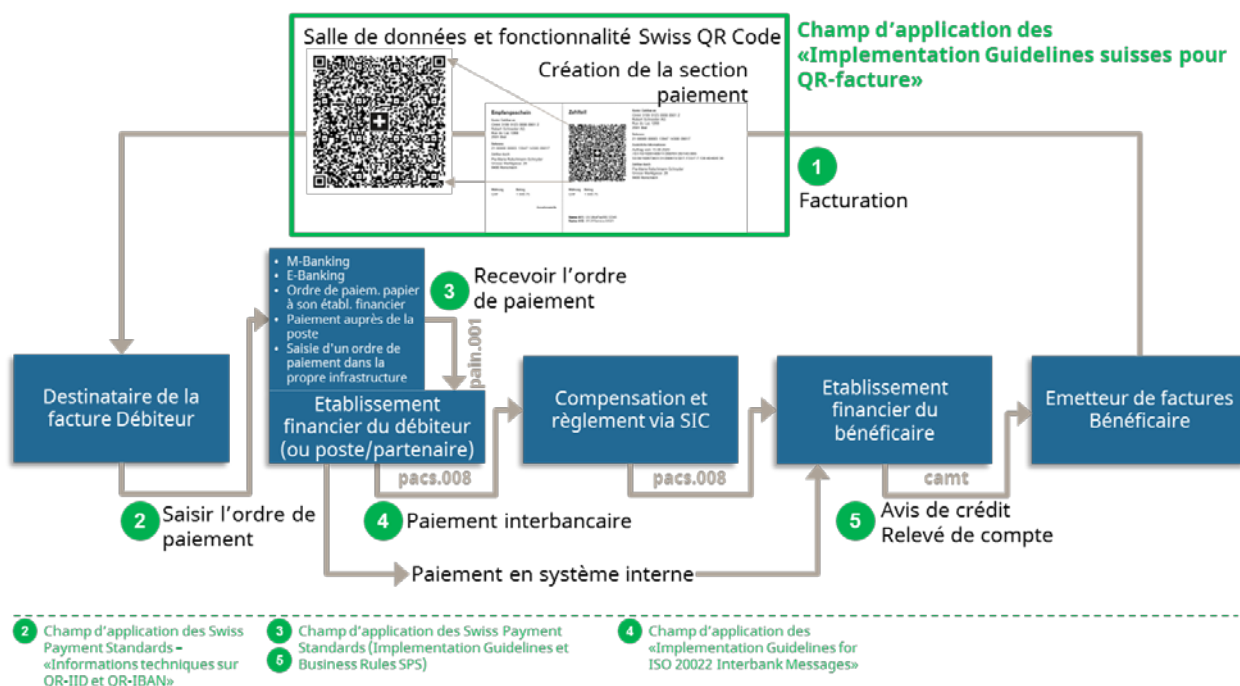 Salle de données et fonctionnalité Swiss QR Code
Création de la section
paiement
Champ d’application des
«Implementation Guidelines suisses pour
QR-facture»
Empfangsschein
Zahlteil
1
Facturation
• M-Banking
• E-Banking
• Ordre de paiem. papier
à son établ. financier
• Paiement auprès de la
poste
• Saisie d'un ordre de
paiement dans la
propre infrastructure
3
Recevoir l’ordre
de paiement
pain.001
Destinataire de la
facture Débiteur
Etablissement
financier du débiteur
(ou poste/partenaire)
Compensation et
règlement via SIC
Etablissement
financier du
bénéficaire
Emetteur de factures
Bénéficaire
pacs.008
pacs.008
camt
2
Saisir l’ordre de
paiement
4
Paiement interbancaire
5
Avis de crédit
Relevé de compte
Paiement en système interne
2
Champ d’application des Swiss
Payment Standards –
«Informations techniques sur
QR-IID et QR-IBAN»
3
5
Champ d’application des Swiss Payment
Standards (Implementation Guidelines et
Business Rules SPS)
4
Champ d’application des
«Implementation Guidelines for
ISO 20022 Interbank Messages»